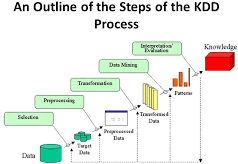 An Outline of the Steps of the KDD
Process
Interpretation/
Evaluation
Knowledge
Data Mining
Transformation
Patterns
Preprocessing
Transformed
Data
Selection
Preprocessed
Data
Target
Data
Data